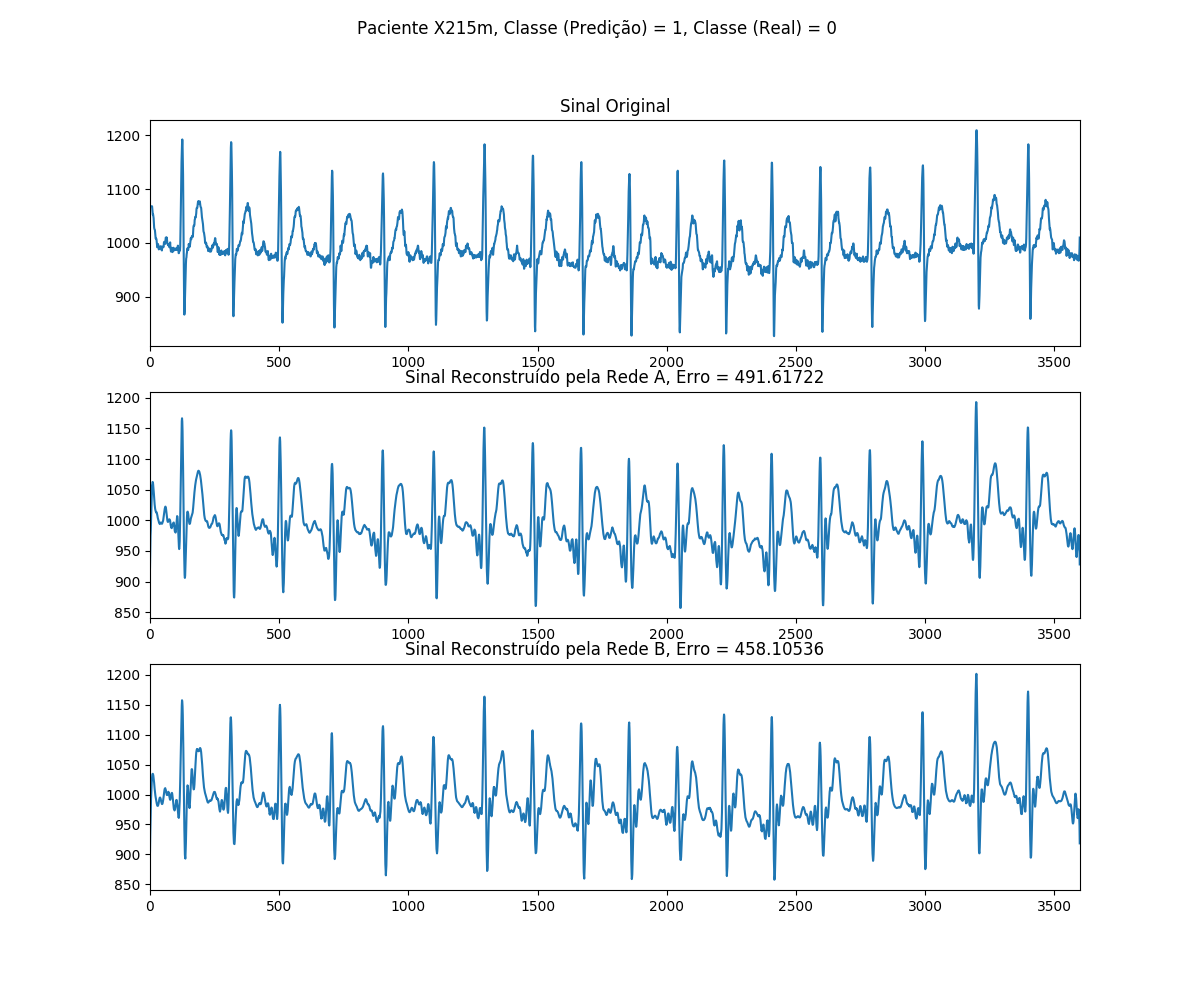 Paciente X215m, Classe (Predição) = 1, Classe (Real) = 0
Sinal Original
1200
1100
1000
900
0 500 1000 1500 2000 2500 3000 3500
Sinal Reconstruído pela Rede A, Erro = 491.61722
1200
1150
1100
1050
1000
950
900
850
0 500 1000 1500 2000 2500 3000 3500
Sinal Reconstruído pela Rede B, Erro = 458.10536
1200
1150
1100
1050
1000
950
900
850
0 500 1000 1500 2000 2500 3000 3500